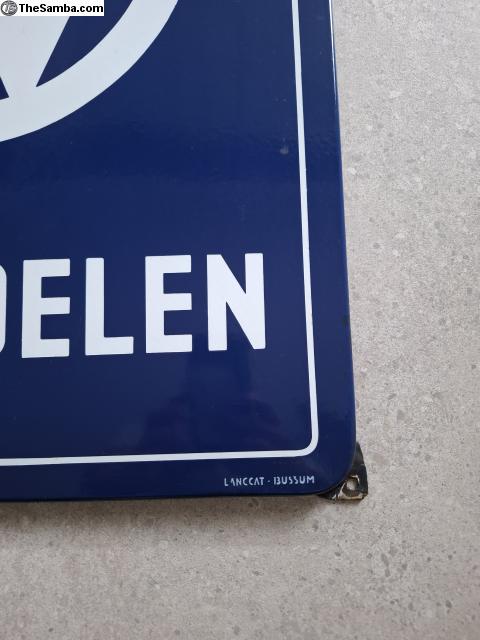 TheSamba.com
DELEN
LANCCAT - BUSSUM